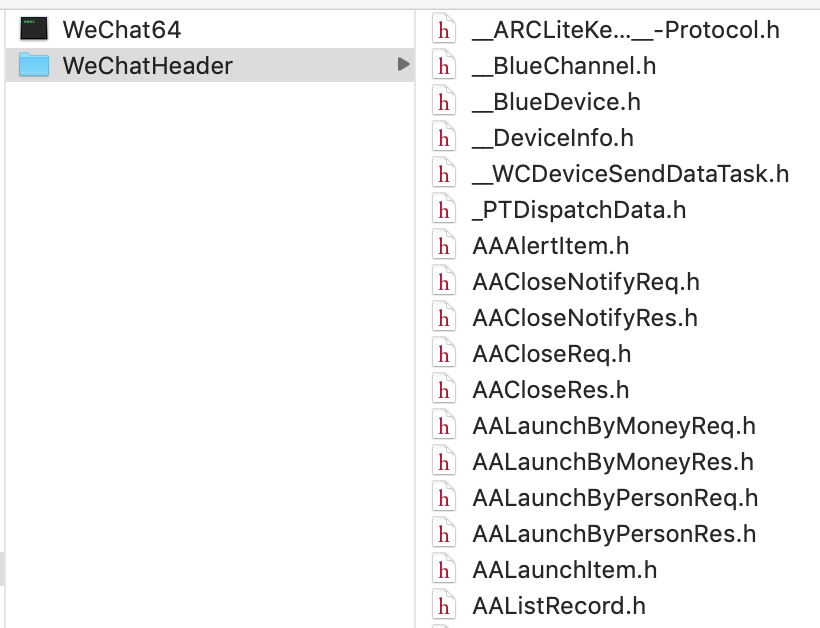 WeChat64
WeChatHeader
__ARCLiteKe...__-Protocol.h
__BlueChannel.h
__BlueDevice.h
__DeviceInfo.h
__WCDeviceSendDataTask.h
_PTDispatchData.h
AAAlertItem.h
AACloseNotifyReq.h
AACloseNotifyRes.h
AACloseReq.h
AACloseRes.h
AALaunchByMoneyReq.h
AALaunchByMoneyRes.h
AALaunchByPersonReq.h
AALaunchByPersonRes.h
AALaunchItem.h
AAListRecord.h